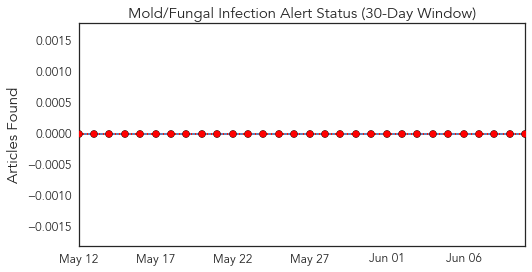 Mold/Fungal Infection Alert Status (30-Day Window)
Articles Found
0.0015
0.0010
0.0005
0.0000
−0.0005
−0.0010
−0.0015
May 12 May 17 May 22 May 27 Jun 01 Jun 06